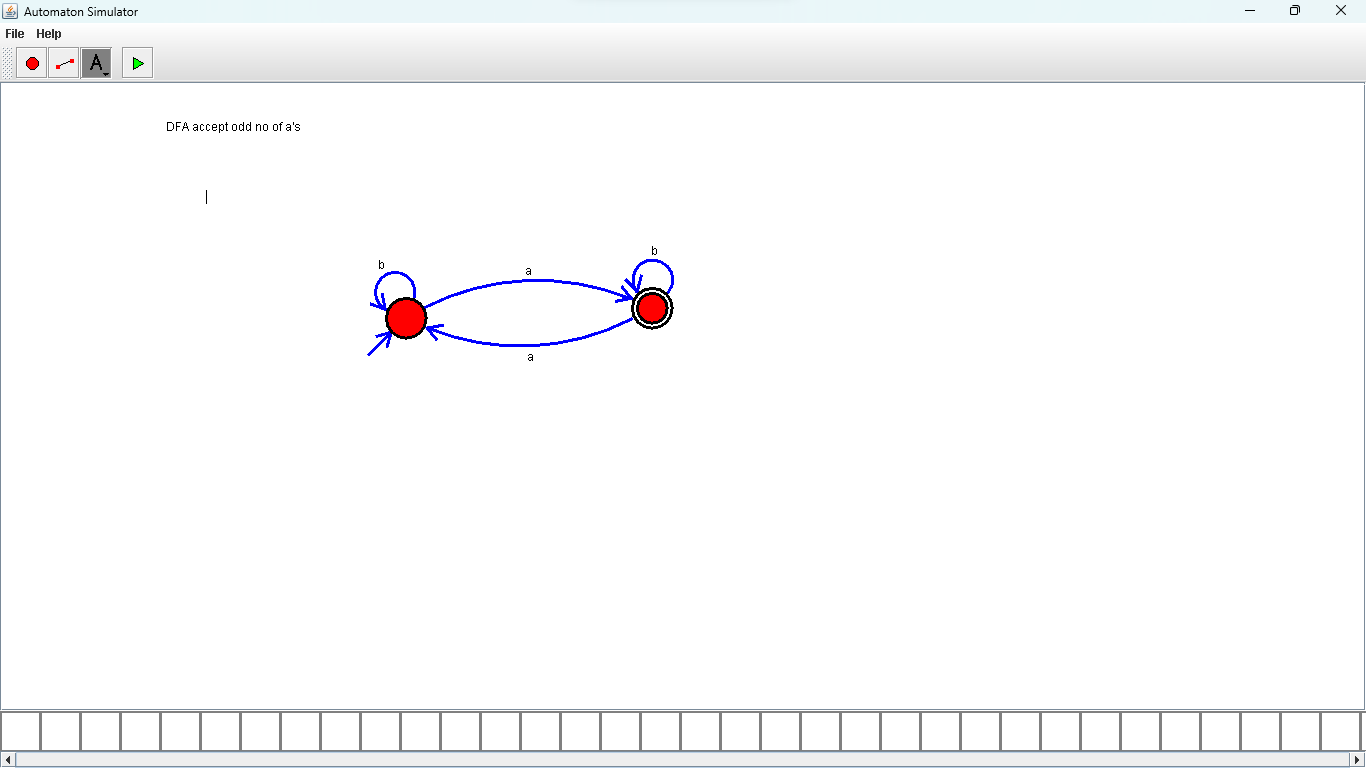 Automaton Simulator
File Help
A
DFA accept odd no of a's
b
b
a
a